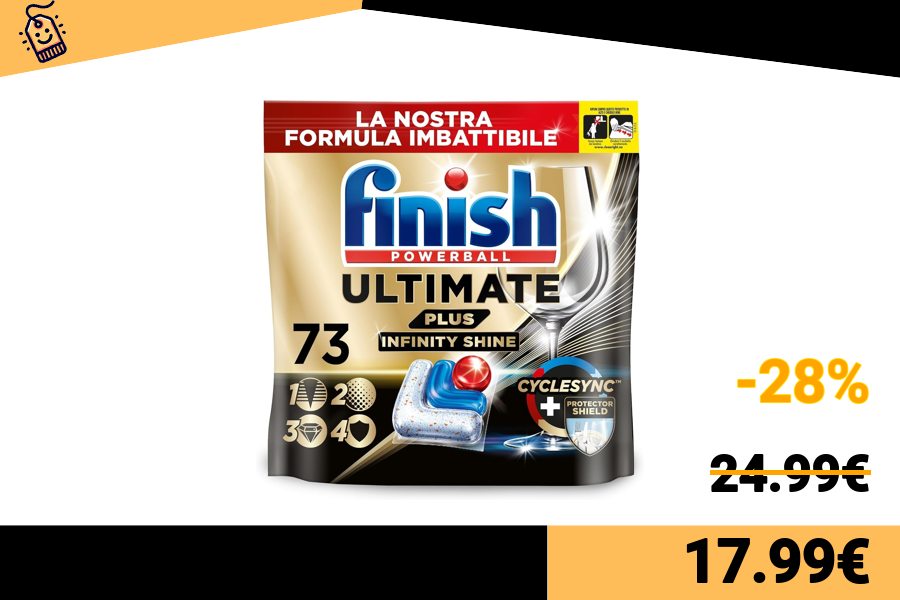 LA NOSTRA
FORMULA IMBATTIBILE
finish
POWERBALL
ULTIMATE
PLUS
INFINITY SHINE
73
1 2
3 4
CYCLESYNC™
+ PROTECTOR
SHIELD
-28%
24.99€
17.99€